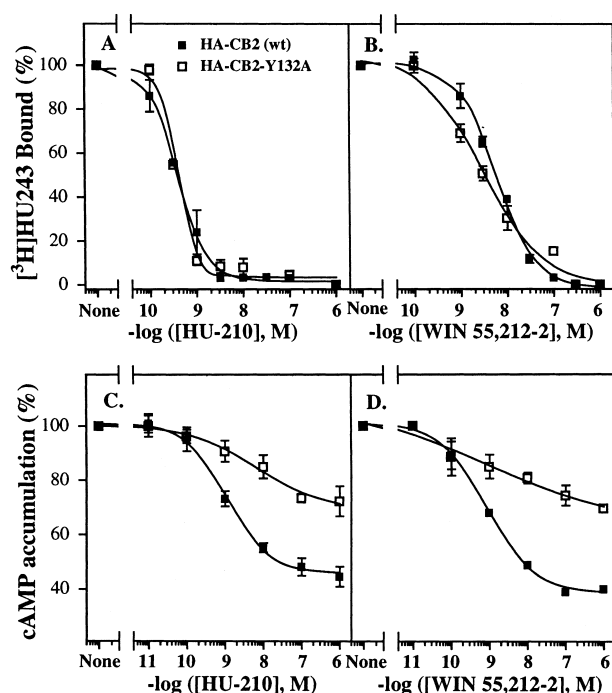 A
HA-CB2 (wt)
HA-CB2-Y132A
B.
[³H]HU243 Bound (%)
100
80
60
40
20
0
None 10 9 8 7 6
None 10 9 8 7 6
-log ([HU-210], M)
-log ([WIN 55,212-2], M)
C.
D.
cAMP accumulation (%)
100
80
60
40
None 11 10 9 8 7 6
None 11 10 9 8 7 6
-log ([HU-210], M)
-log ([WIN 55,212-2], M)